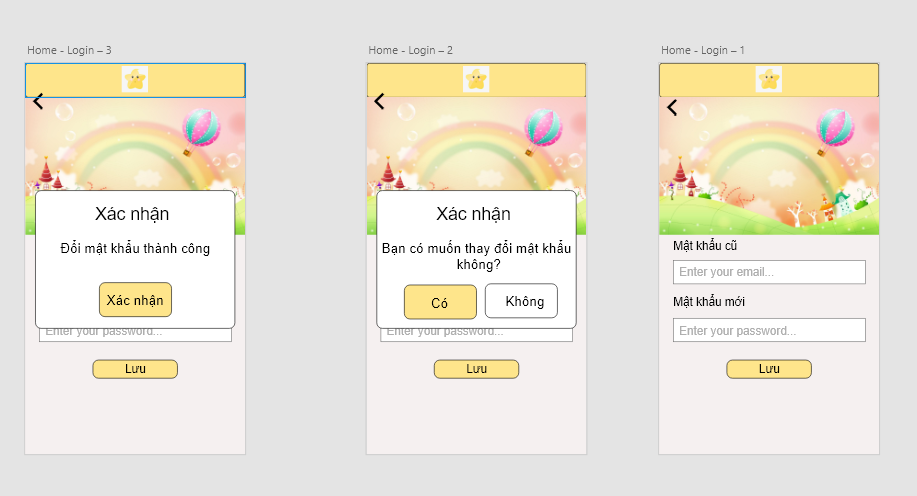 Home - Login – 3
Xác nhận
Đổi mật khẩu thành công
Xác nhận
Enter your password...
Lưu
Home - Login – 2
Xác nhận
Bạn có muốn thay đổi mật khẩu
không?
Có
Không
Enter your password...
Lưu
Home - Login – 1
Mật khẩu cũ
Enter your email...
Mật khẩu mới
Enter your password...
Lưu